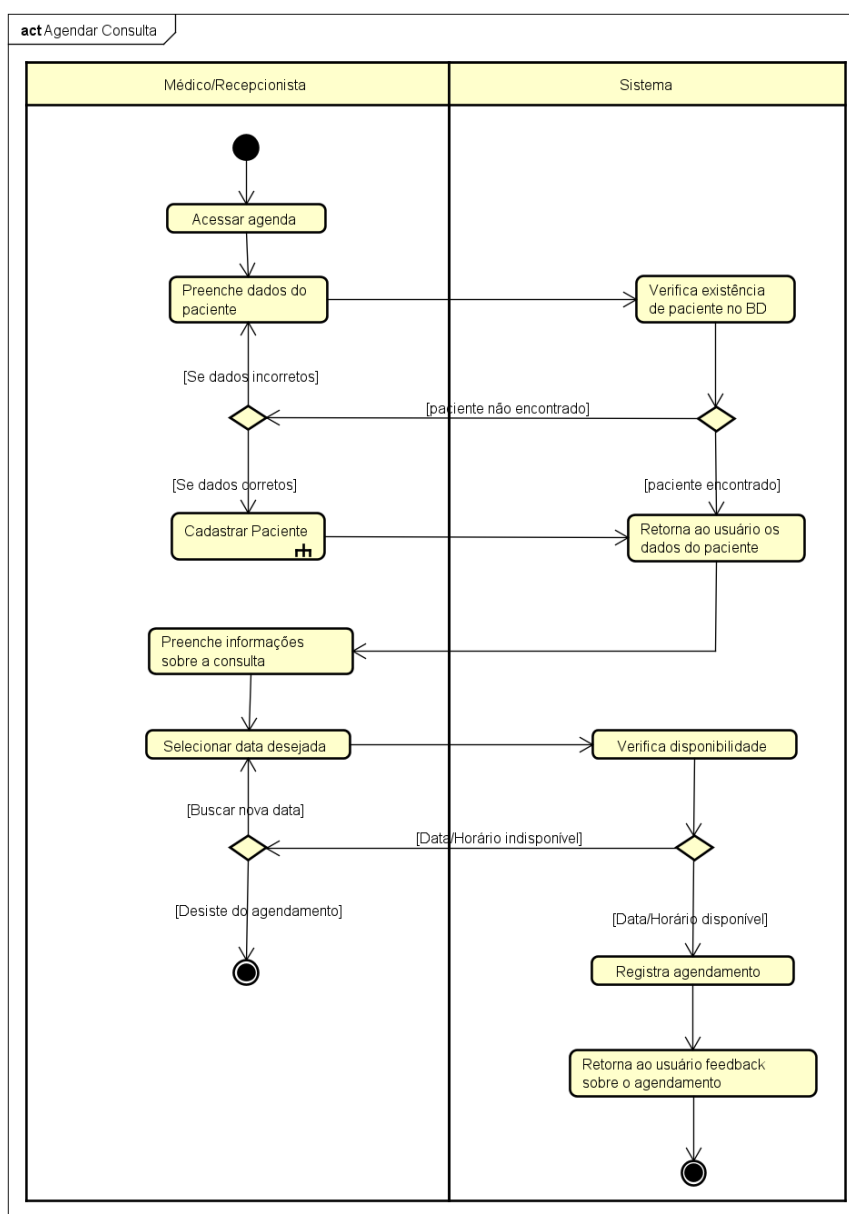 act Agendar Consulta
Médico/Recepcionista
Sistema
Acessar agenda
Preenche dados do
paciente
Verifica existência
de paciente no BD
[Se dados incorretos]
[paciente não encontrado]
[Se dados corretos]
[paciente encontrado]
Cadastrar Paciente
Retorna ao usuário os
dados do paciente
Preenche informações
sobre a consulta
Selecionar data desejada
Verifica disponibilidade
[Buscar nova data]
[Data/Horário indisponível]
[Desiste do agendamento]
[Data/Horário disponível]
Registra agendamento
Retorna ao usuário feedback
sobre o agendamento